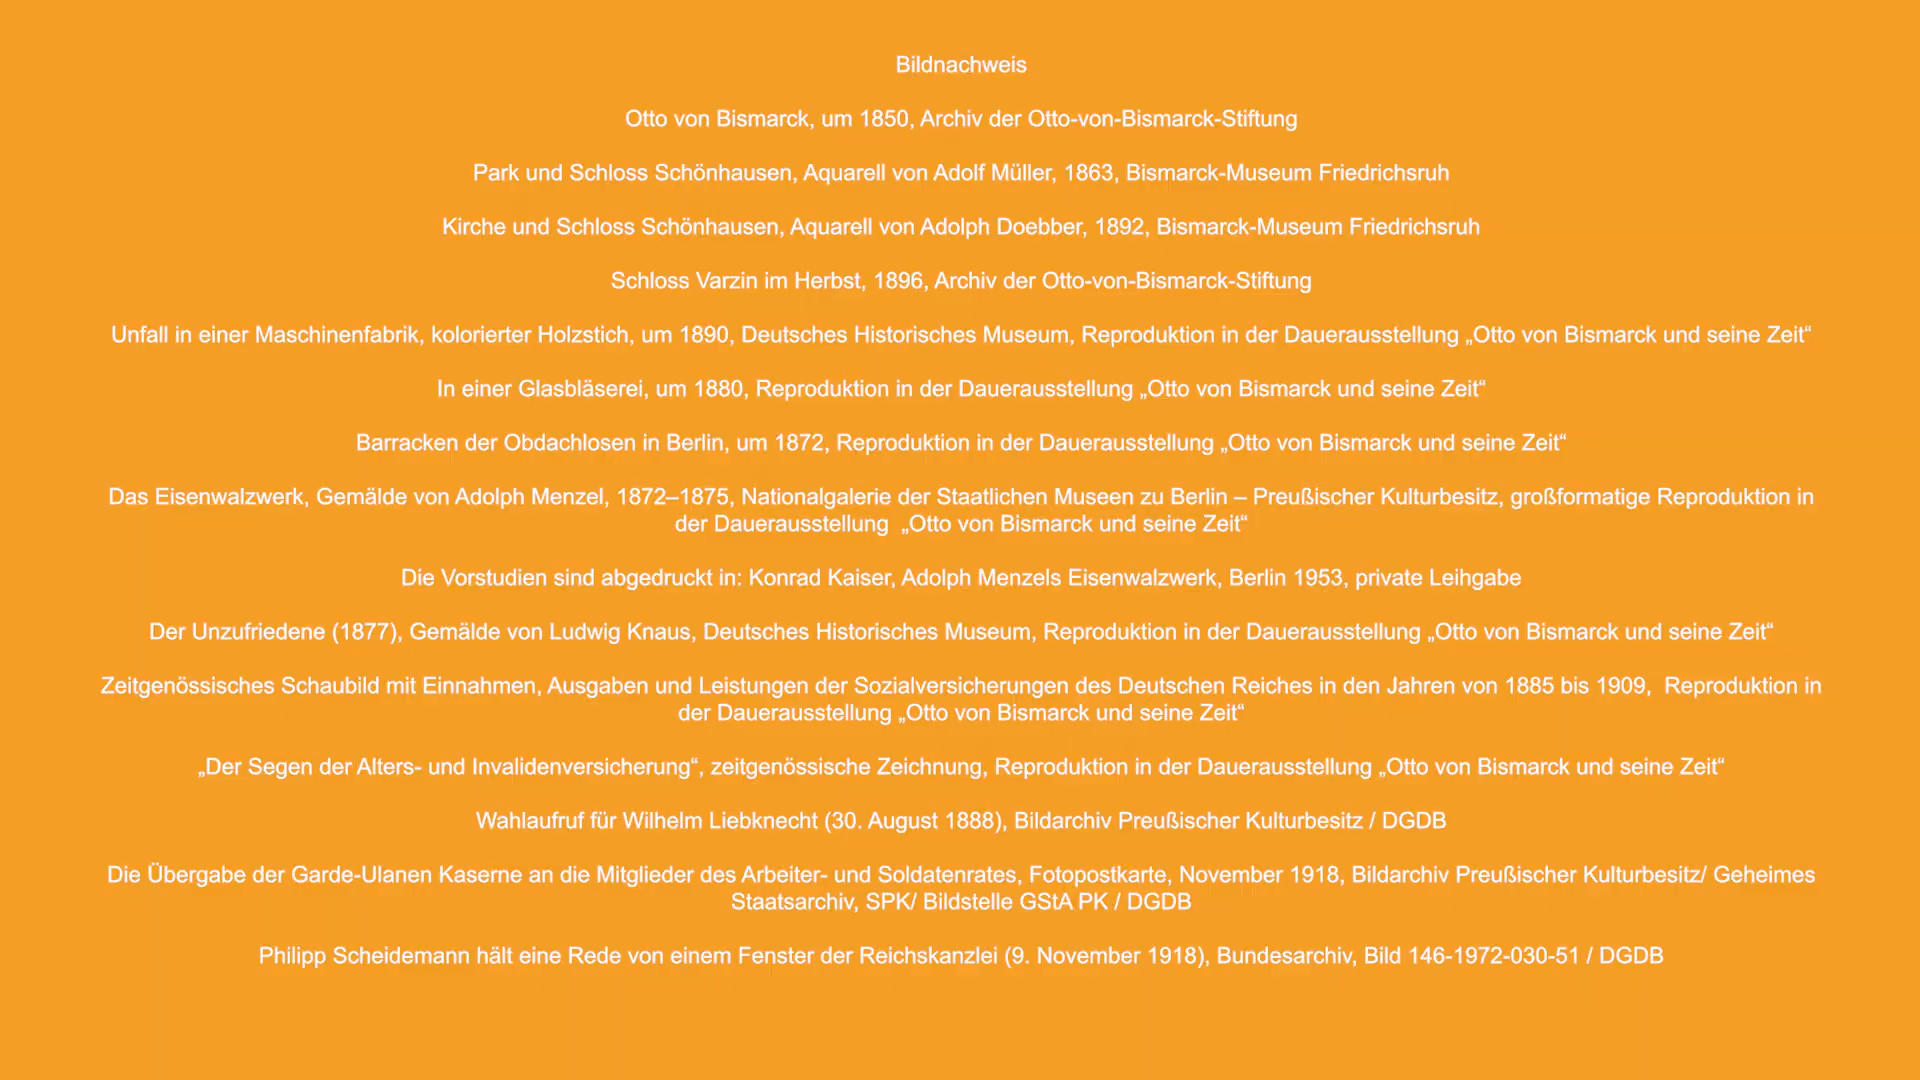 Bildnachweis
Otto von Bismarck, um 1850, Archiv der Otto-von-Bismarck-Stiftung
Park und Schloss Schönhausen, Aquarell von Adolf Müller, 1863, Bismarck-Museum Friedrichsruh
Kirche und Schloss Schönhausen, Aquarell von Adolph Doebber, 1892, Bismarck-Museum Friedrichsruh
Schloss Varzin im Herbst, 1896, Archiv der Otto-von-Bismarck-Stiftung
Unfall in einer Maschinenfabrik, kolorierter Holzstich, um 1890, Deutsches Historisches Museum, Reproduktion in der Dauerausstellung „Otto von Bismarck und seine Zeit“
In einer Glasbläserei, um 1880, Reproduktion in der Dauerausstellung „Otto von Bismarck und seine Zeit“
Barracken der Obdachlosen in Berlin, um 1872, Reproduktion in der Dauerausstellung „Otto von Bismarck und seine Zeit“
Das Eisenwalzwerk, Gemälde von Adolph Menzel, 1872–1875, Nationalgalerie der Staatlichen Museen zu Berlin – Preußischer Kulturbesitz, großformatige Reproduktion in
der Dauerausstellung  „Otto von Bismarck und seine Zeit“
Die Vorstudien sind abgedruckt in: Konrad Kaiser, Adolph Menzels Eisenwalzwerk, Berlin 1953, private Leihgabe
Der Unzufriedene (1877), Gemälde von Ludwig Knaus, Deutsches Historisches Museum, Reproduktion in der Dauerausstellung „Otto von Bismarck und seine Zeit“
Zeitgenössisches Schaubild mit Einnahmen, Ausgaben und Leistungen der Sozialversicherungen des Deutschen Reiches in den Jahren von 1885 bis 1909,  Reproduktion in
der Dauerausstellung „Otto von Bismarck und seine Zeit“
„Der Segen der Alters- und Invalidenversicherung“, zeitgenössische Zeichnung, Reproduktion in der Dauerausstellung „Otto von Bismarck und seine Zeit“
Wahlaufruf für Wilhelm Liebknecht (30. August 1888), Bildarchiv Preußischer Kulturbesitz / DGDB
Die Übergabe der Garde-Ulanen Kaserne an die Mitglieder des Arbeiter- und Soldatenrates, Fotopostkarte, November 1918, Bildarchiv Preußischer Kulturbesitz/ Geheimes
Staatsarchiv, SPK/ Bildstelle GStA PK / DGDB
Philipp Scheidemann hält eine Rede von einem Fenster der Reichskanzlei (9. November 1918), Bundesarchiv, Bild 146-1972-030-51 / DGDB